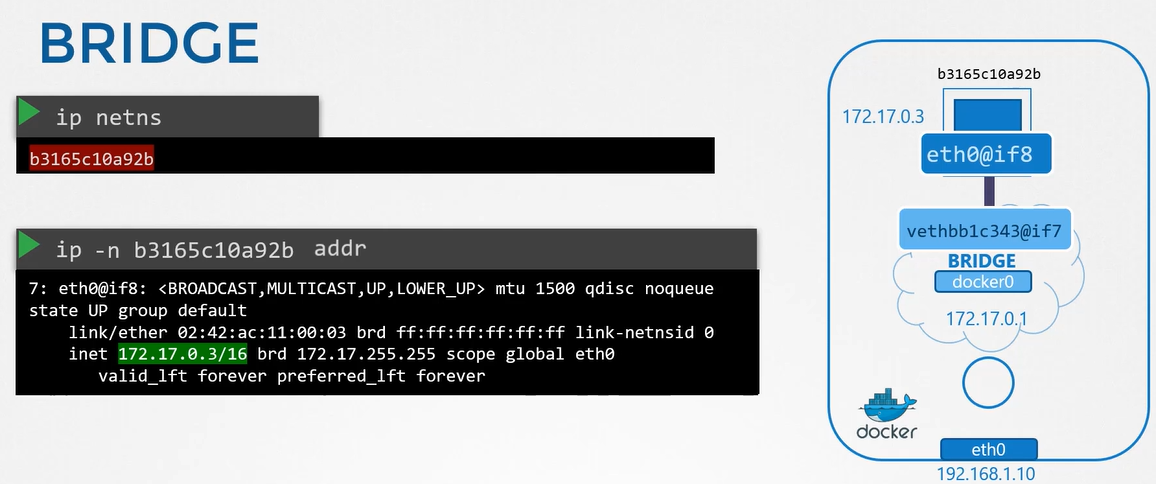 BRIDGE
ip netns
b3165c10a92b
ip -n b3165c10a92b addr
7: eth0@if8: <BROADCAST,MULTICAST,UP,LOWER_UP> mtu 1500 qdisc noqueue
state UP group default
link/ether 02:42:ac:11:00:03 brd ff:ff:ff:ff:ff:ff link-netnsid 0
inet 172.17.0.3/16 brd 172.17.255.255 scope global eth0
valid_lft forever preferred_lft forever
b3165c10a92b
172.17.0.3
eth0@if8
vethbb1c343@if7
BRIDGE
docker0
172.17.0.1
docker
eth0
192.168.1.10